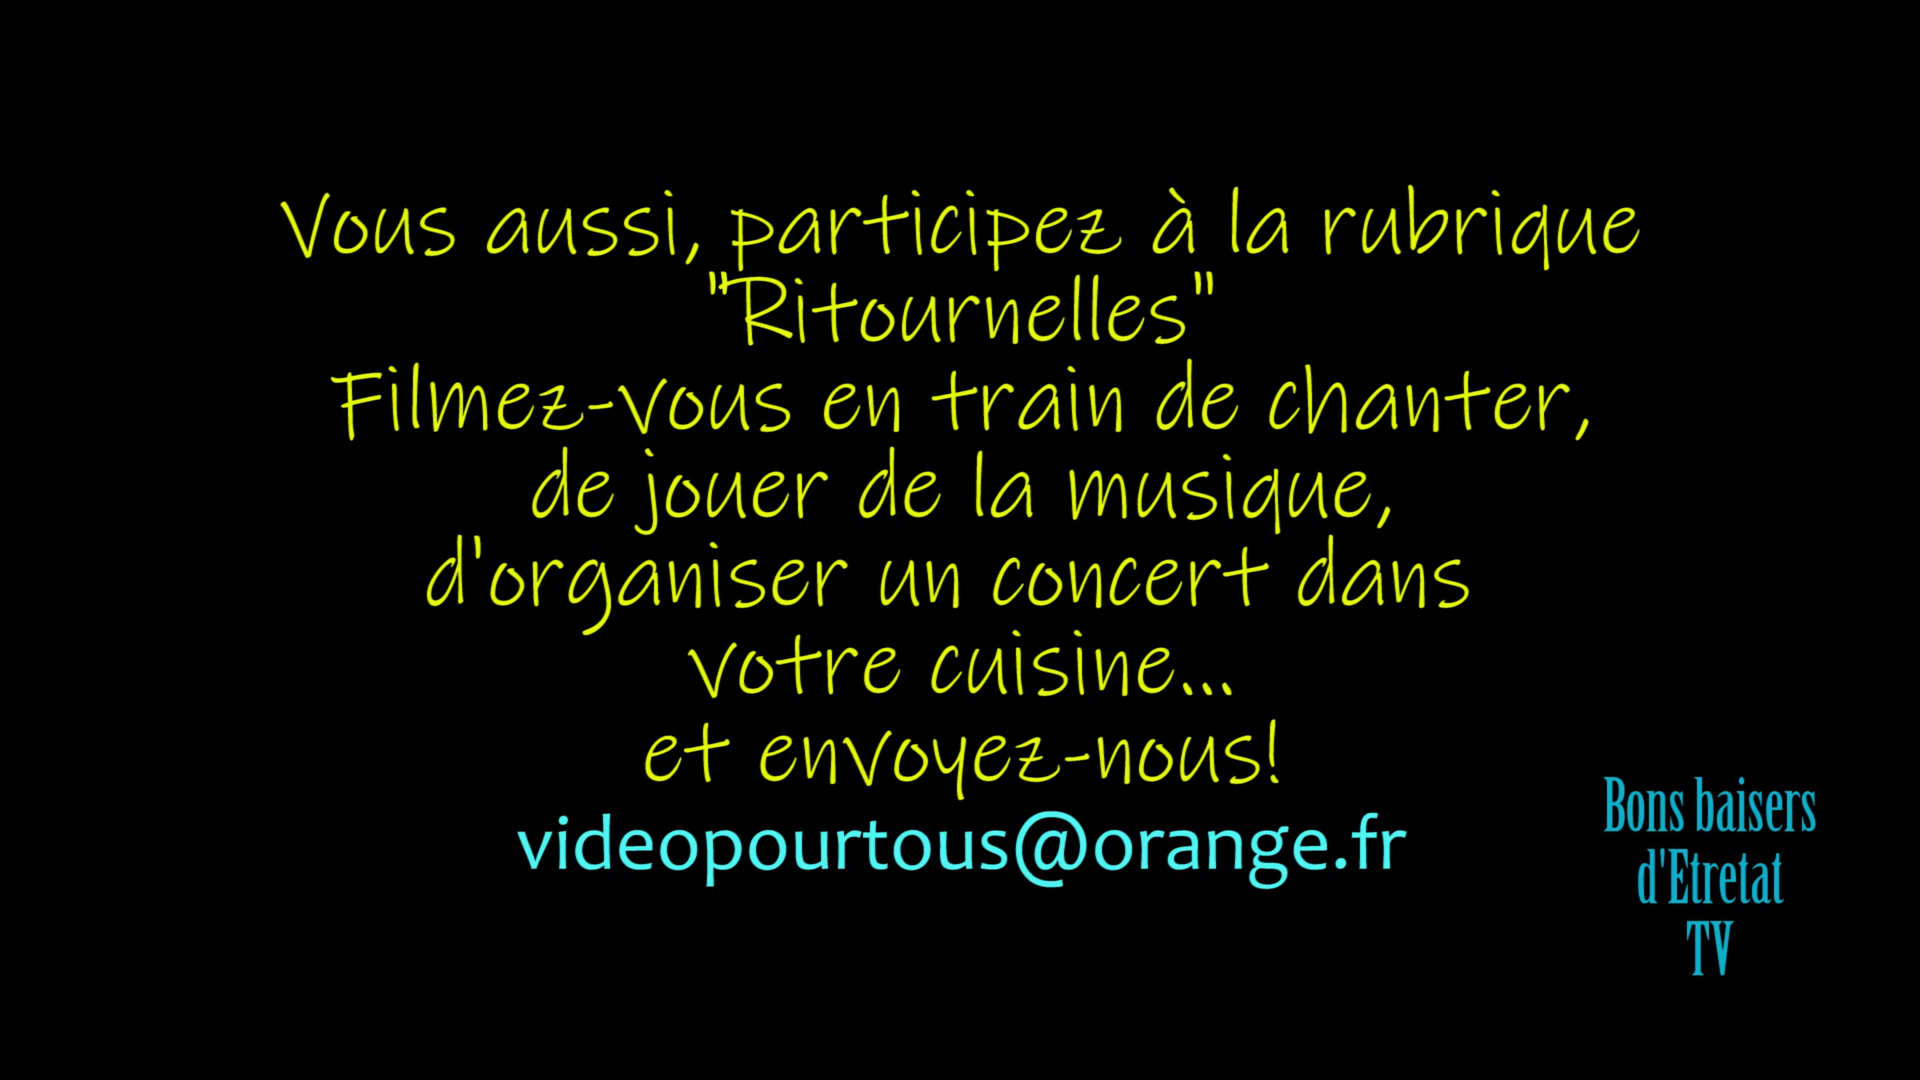 Vous aussi, participez à la rubrique
"Ritournelles"
Filmez-vous en train de chanter,
de jouer de la musique,
d'organiser un concert dans
votre cuisine...
et envoyez-nous!
videopourtous@orange.fr
Bons baisers
d'Etretat
TV